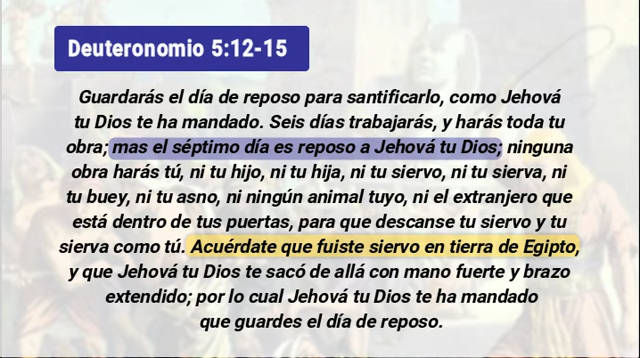 Deuteronomio 5:12-15
Guardarás el día de reposo para santificarlo, como Jehová
tu Dios te ha mandado. Seis días trabajarás, y harás toda tu
obra; mas el séptimo día es reposo a Jehová tu Dios; ninguna
obra harás tú, ni tu hijo, ni tu hija, ni tu siervo, ni tu sierva, ni
tu buey, ni tu asno, ni ningún animal tuyo, ni el extranjero que
está dentro de tus puertas, para que descanse tu siervo y tu
sierva como tú. Acuérdate que fuiste siervo en tierra de Egipto,
y que Jehová tu Dios te sacó de allá con mano fuerte y brazo
extendido; por lo cual Jehová tu Dios te ha mandado
que guardes el día de reposo.